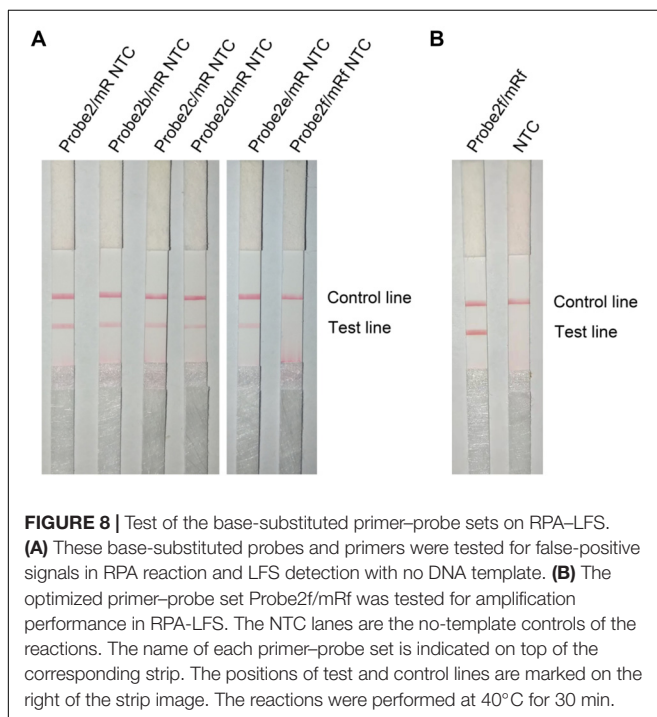 A
B
Probe2/mR NTC
Probe2b/mR NTC
Probe2c/mR NTC
Probe2d/mR NTC
Probe2e/mR NTC
Probe2f/mRf NTC
Probe2f/mRf
NTC
Control line
Test line
Control line
Test line
FIGURE 8 | Test of the base-substituted primer–probe sets on RPA–LFS.
(A) These base-substituted probes and primers were tested for false-positive
signals in RPA reaction and LFS detection with no DNA template. (B) The
optimized primer–probe set Probe2f/mRf was tested for amplification
performance in RPA-LFS. The NTC lanes are the no-template controls of the
reactions. The name of each primer–probe set is indicated on top of the
corresponding strip. The positions of test and control lines are marked on the
right of the strip image. The reactions were performed at 40°C for 30 min.